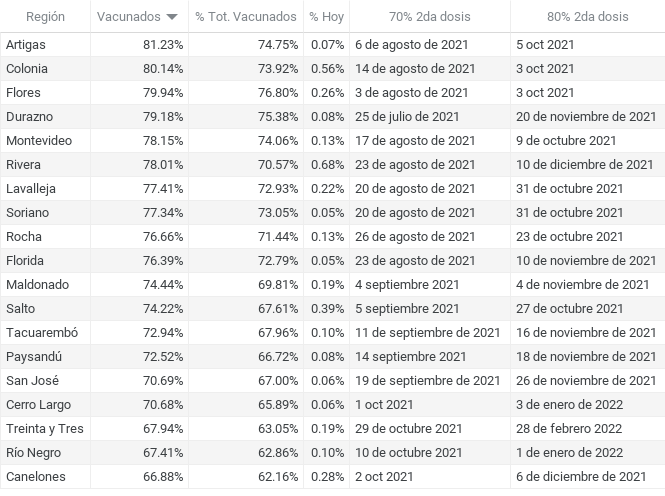 Región Vacunados % Tot. Vacunados % Hoy 70% 2da dosis 80% 2da dosis
Artigas 81.23% 74.75% 0.07% 6 de agosto de 2021 5 oct 2021
Colonia 80.14% 73.92% 0.56% 14 de agosto de 2021 3 oct 2021
Flores 79.94% 76.80% 0.26% 3 de agosto de 2021 3 oct 2021
Durazno 79.18% 75.38% 0.08% 25 de julio de 2021 20 de noviembre de 2021
Montevideo 78.15% 74.06% 0.13% 17 de agosto de 2021 9 de octubre 2021
Rivera 78.01% 70.57% 0.68% 23 de agosto de 2021 10 de diciembre de 2021
Lavalleja 77.41% 72.93% 0.22% 20 de agosto de 2021 31 de octubre 2021
Soriano 77.34% 73.05% 0.05% 20 de agosto de 2021 31 de octubre 2021
Rocha 76.66% 71.44% 0.13% 26 de agosto de 2021 23 de octubre 2021
Florida 76.39% 72.79% 0.05% 23 de agosto de 2021 10 de noviembre 2021
Maldonado 74.44% 69.81% 0.19% 4 septiembre 2021 4 de noviembre de 2021
Salto 74.22% 67.61% 0.39% 5 septiembre 2021 27 de octubre 2021
Tacuarembó 72.94% 67.96% 0.10% 11 de septiembre de 2021 16 de noviembre de 2021
Paysandú 72.52% 66.72% 0.08% 14 septiembre 2021 18 de noviembre de 2021
San José 70.69% 67.00% 0.06% 19 de septiembre de 2021 26 de noviembre de 2021
Cerro Largo 70.68% 65.89% 0.06% 1 oct 2021 3 de enero de 2022
Treinta y Tres 67.94% 63.05% 0.19% 29 de octubre 2021 28 de febrero 2022
Río Negro 67.41% 62.86% 0.10% 10 de octubre 2021 1 de enero de 2022
Canelones 66.88% 62.16% 0.28% 2 oct 2021 6 de diciembre de 2021